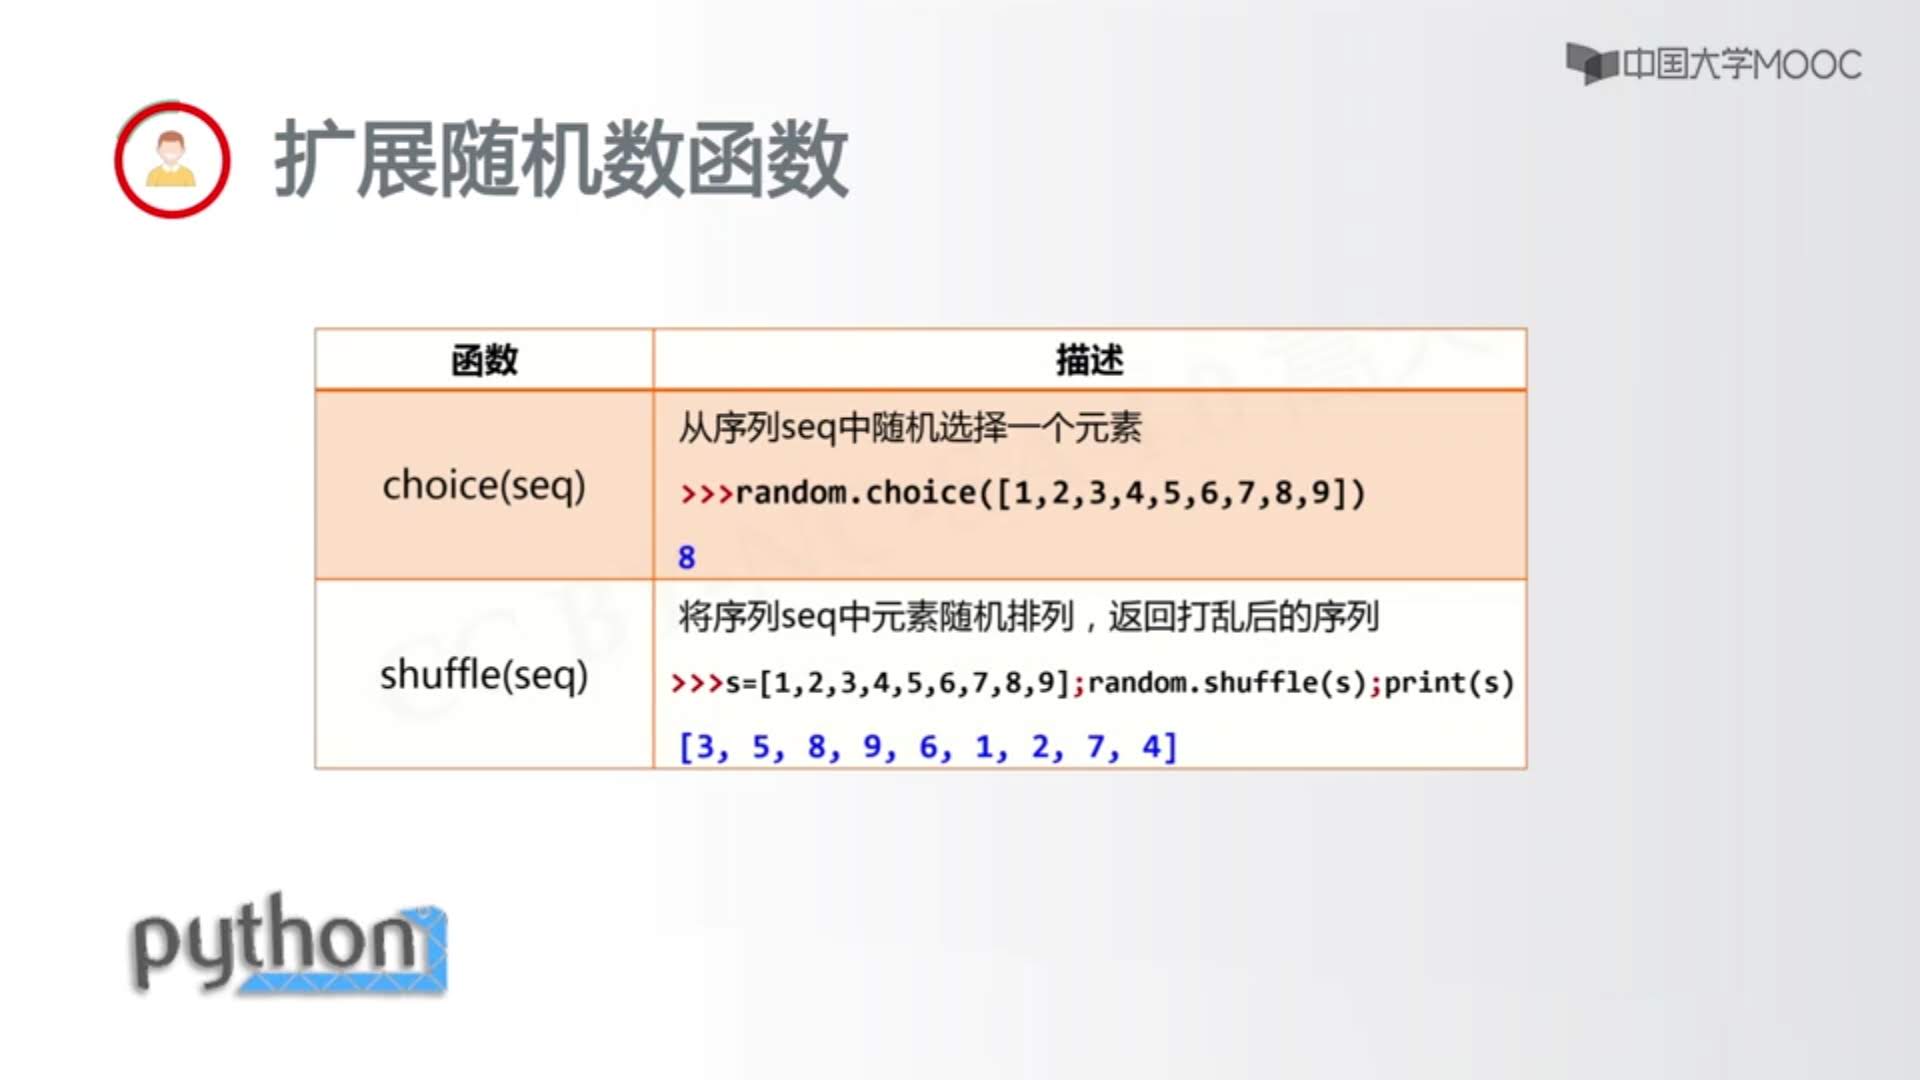 中国大学MOOC
扩展随机数函数
函数
描述
choice(seq)
从序列seq中随机选择一个元素
>>>random.choice([1,2,3,4,5,6,7,8,9])
8
shuffle(seq)
将序列seq中元素随机排列，返回打乱后的序列
>>>s=[1,2,3,4,5,6,7,8,9];random.shuffle(s);print(s)
[3, 5, 8, 9, 6, 1, 2, 7, 4]
python